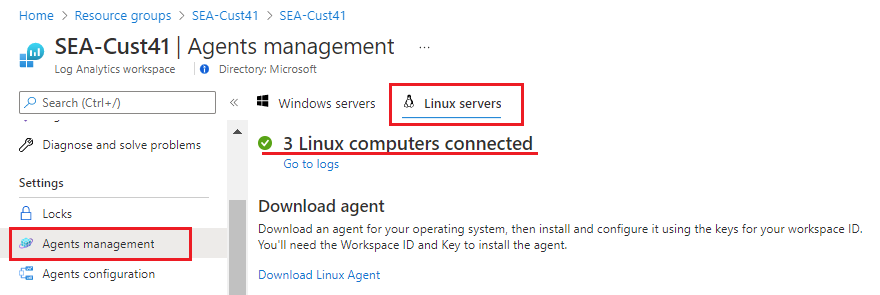 Home > Resource groups > SEA-Cust41 > SEA-Cust41
SEA-Cust41 | Agents management ...
Log Analytics workspace | Directory: Microsoft
Search (Ctrl+/) «
Diagnose and solve problems
Settings
Locks
Agents management
Agents configuration
Windows servers Linux servers
3 Linux computers connected
Go to logs
Download agent
Download an agent for your operating system, then install and configure it using the keys for your workspace ID.
You'll need the Workspace ID and Key to install the agent.
Download Linux Agent